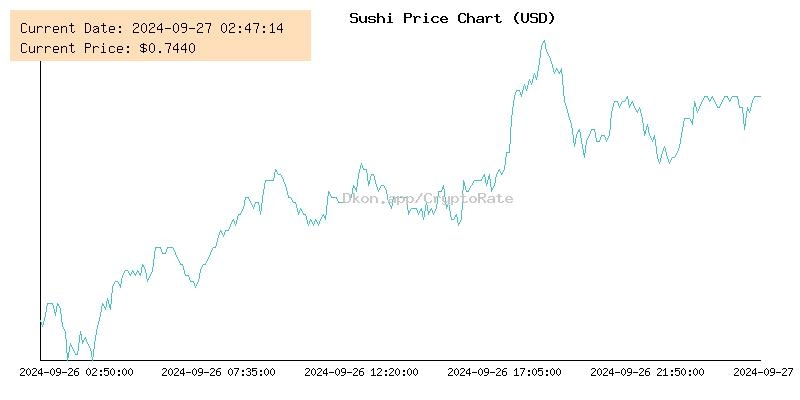 Sushi Price Chart (USD)
Current Date: 2024-09-27 02:47:14
Current Price: $0.7440
Dkon.app/CryptoRate
2024-09-26 02:50:00 2024-09-26 07:35:00 2024-09-26 12:20:00 2024-09-26 17:05:00 2024-09-26 21:50:00 2024-09-27